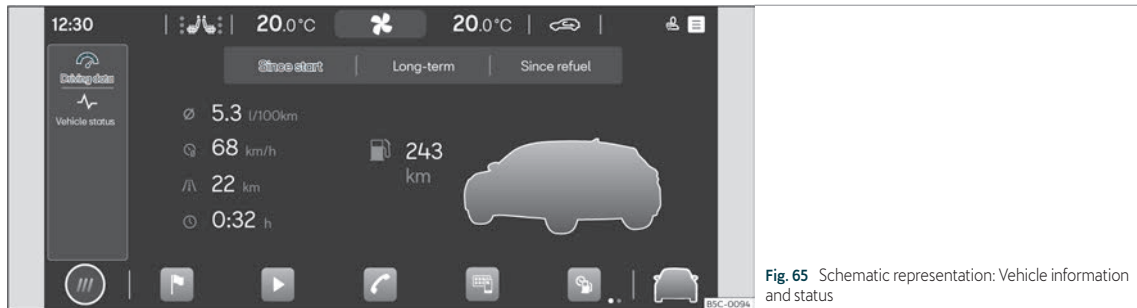 12:30
20.0°C
20.0°C
Driving data
Vehicle status
Since start
Long-term
Since refuel
Ø 5.3 l/100km
68 km/h
22 km
0:32 h
243
km
B5C-0094
Fig. 65 Schematic representation: Vehicle information
and status